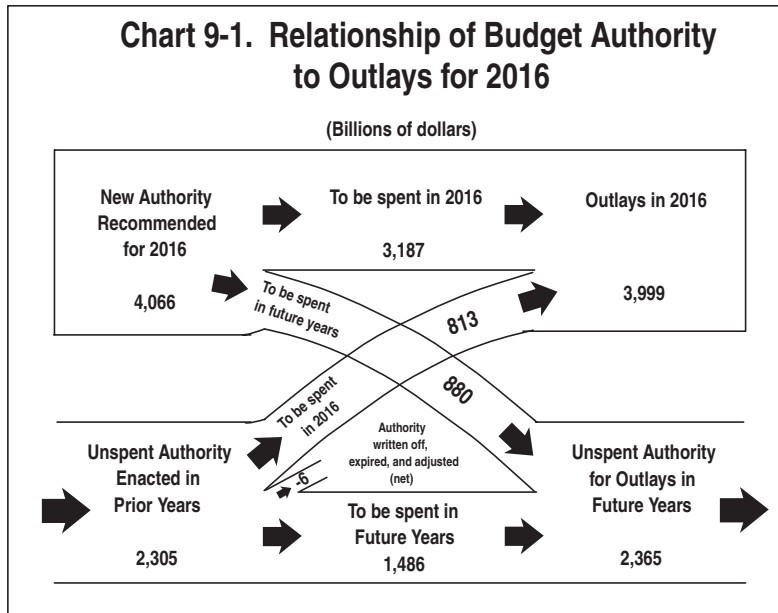 Chart 9-1. Relationship of Budget Authority
to Outlays for 2016
(Billions of dollars)
New Authority
Recommended
for 2016
4,066
To be spent in 2016
3,187
Outlays in 2016
3,999
To be spent
in future years
813
To be spent
in 2016
880
Authority
written off,
expired, and adjusted
(net)
-6
Unspent Authority
Enacted in
Prior Years
2,305
To be spent in
Future Years
1,486
Unspent Authority
for Outlays in
Future Years
2,365